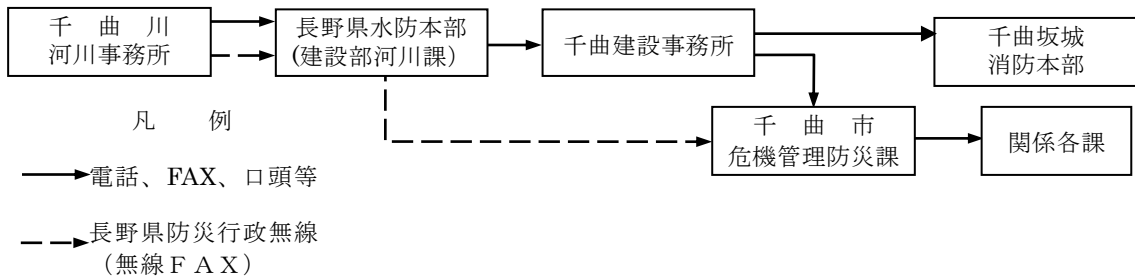 千　曲　川
河川事務所
長野県水防本部
(建設部河川課)
千曲建設事務所
千曲坂城
消防本部
千　曲　市
危機管理防災課
関係各課
凡　　例
電話、FAX、口頭等
長野県防災行政無線
（無線ＦＡＸ）